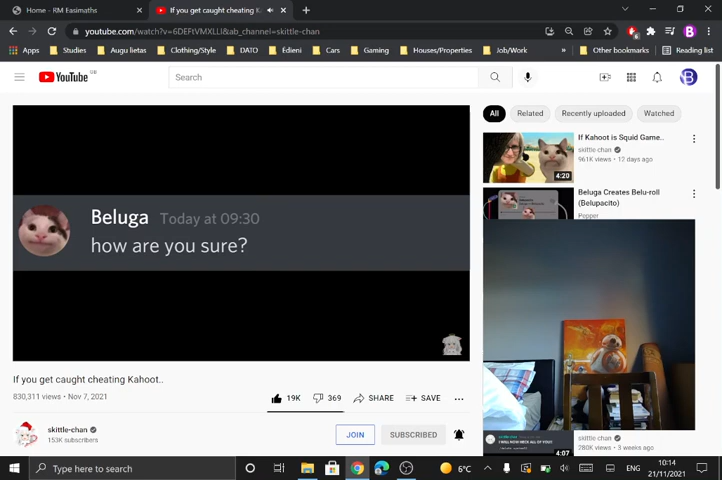 Home - RM Easimaths
If you get caught cheating K
youtube.com/watch?v=6DEFtVMXLLI&ab_channel=skittle-chan
Apps
Studies
Augu lietas
Clothing/Style
DATO
Edieni
Cars
Gaming
Houses/Properties
Job/Work
»
Other bookmarks
Reading list
YouTube
Search
All
Related
Recently uploaded
Watched
Beluga Today at 09:30
how are you sure?
If Kahoot is Squid Game..
skittle chan
961K views • 12 days ago
4:20
Beluga Creates Belu-roll
(Belupacito)
Pepper
If you get caught cheating Kahoot..
830,311 views • Nov 7, 2021
19K
369
SHARE
SAVE
skittle-chan
153K subscribers
JOIN
SUBSCRIBED
skittle chan
280K views • 3 weeks ago
4:07
Type here to search
6°C
ENG
10:14
21/11/2021